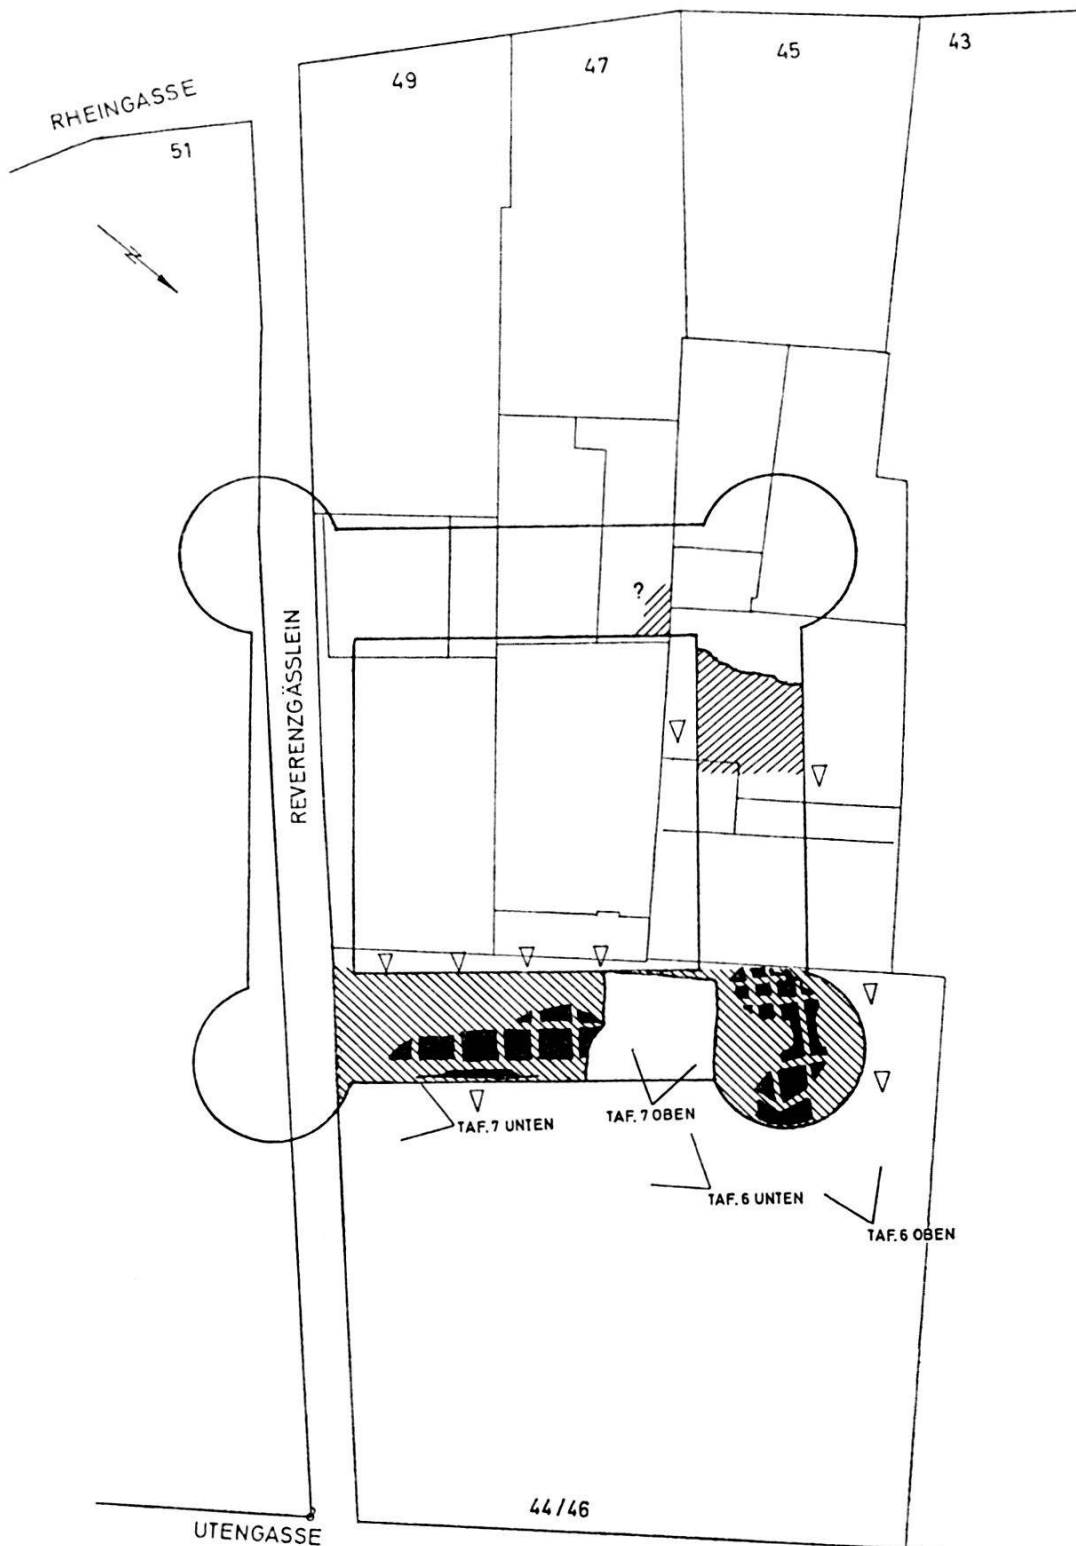 43
45
47
49
RHEINGASSE
51
N
?
REVERENZGÄSSLEIN
TAF. 7 UNTEN
TAF. 7 OBEN
TAF. 6 UNTEN
TAF. 6 OBEN
44/46
UTENGASSE